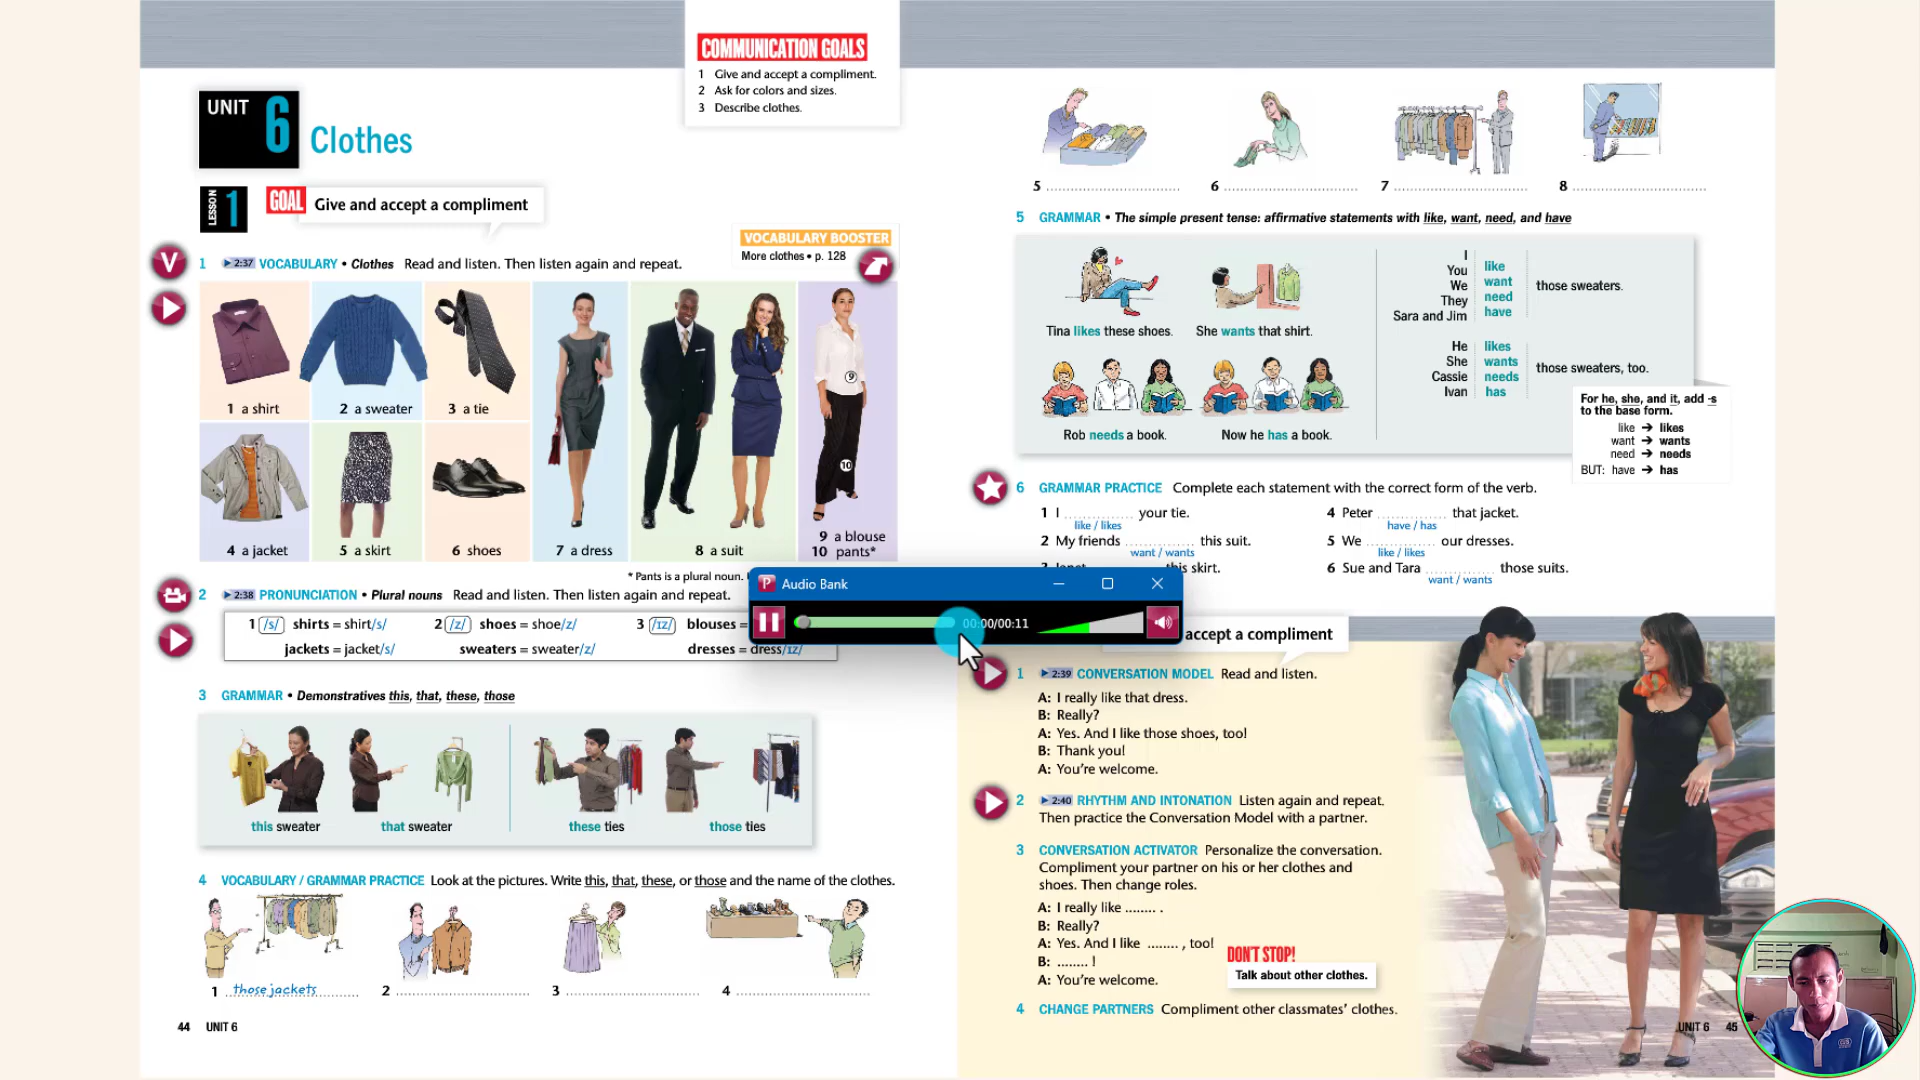 COMMUNICATION GOALS
1 Give and accept a compliment.
2 Ask for colors and sizes.
3 Describe clothes.
UNIT 6 Clothes
LESSON 1 GOAL Give and accept a compliment
VOCABULARY BOOSTER
More clothes • p. 128
V
1 2:37 VOCABULARY • Clothes Read and listen. Then listen again and repeat.
1 a shirt
2 a sweater
3 a tie
4 a jacket
5 a skirt
6 shoes
7 a dress
8 a suit
9
10
9 a blouse
10 pants*
* Pants is a plural noun.
2 2:38 PRONUNCIATION • Plural nouns Read and listen. Then listen again and repeat.
1 /s/ shirts = shirt/s/ 2 /z/ shoes = shoe/z/ 3 /ɪz/ blouses =
jackets = jacket/s/ sweaters = sweater/z/ dresses = dress/ɪz/
3 GRAMMAR • Demonstratives this, that, these, those
this sweater that sweater these ties those ties
4 VOCABULARY / GRAMMAR PRACTICE Look at the pictures. Write this, that, these, or those and the name of the clothes.
1 those jackets 2 3 4
44 UNIT 6
5 6 7 8
5 GRAMMAR • The simple present tense: affirmative statements with like, want, need, and have
Tina likes these shoes. She wants that shirt.
Rob needs a book. Now he has a book.
I
You
We
They
Sara and Jim
like
want
need
have
those sweaters.
He
She
Cassie
Ivan
likes
wants
needs
has
those sweaters, too.
For he, she, and it, add -s
to the base form.
like → likes
want → wants
need → needs
BUT: have → has
6 GRAMMAR PRACTICE Complete each statement with the correct form of the verb.
1 I ............ your tie.
like / likes
2 My friends ............ this suit.
want / wants
this skirt.
4 Peter ............ that jacket.
have / has
5 We ............ our dresses.
like / likes
6 Sue and Tara ............ those suits.
want / wants
Audio Bank
00:00/00:11
accept a compliment
1 2:39 CONVERSATION MODEL Read and listen.
A: I really like that dress.
B: Really?
A: Yes. And I like those shoes, too!
B: Thank you!
A: You're welcome.
2 2:40 RHYTHM AND INTONATION Listen again and repeat.
Then practice the Conversation Model with a partner.
3 CONVERSATION ACTIVATOR Personalize the conversation.
Compliment your partner on his or her clothes and
shoes. Then change roles.
A: I really like ........ .
B: Really?
A: Yes. And I like ........ , too!
B: ........ !
A: You're welcome.
DON'T STOP!
Talk about other clothes.
4 CHANGE PARTNERS Compliment other classmates' clothes.
UNIT 6 45